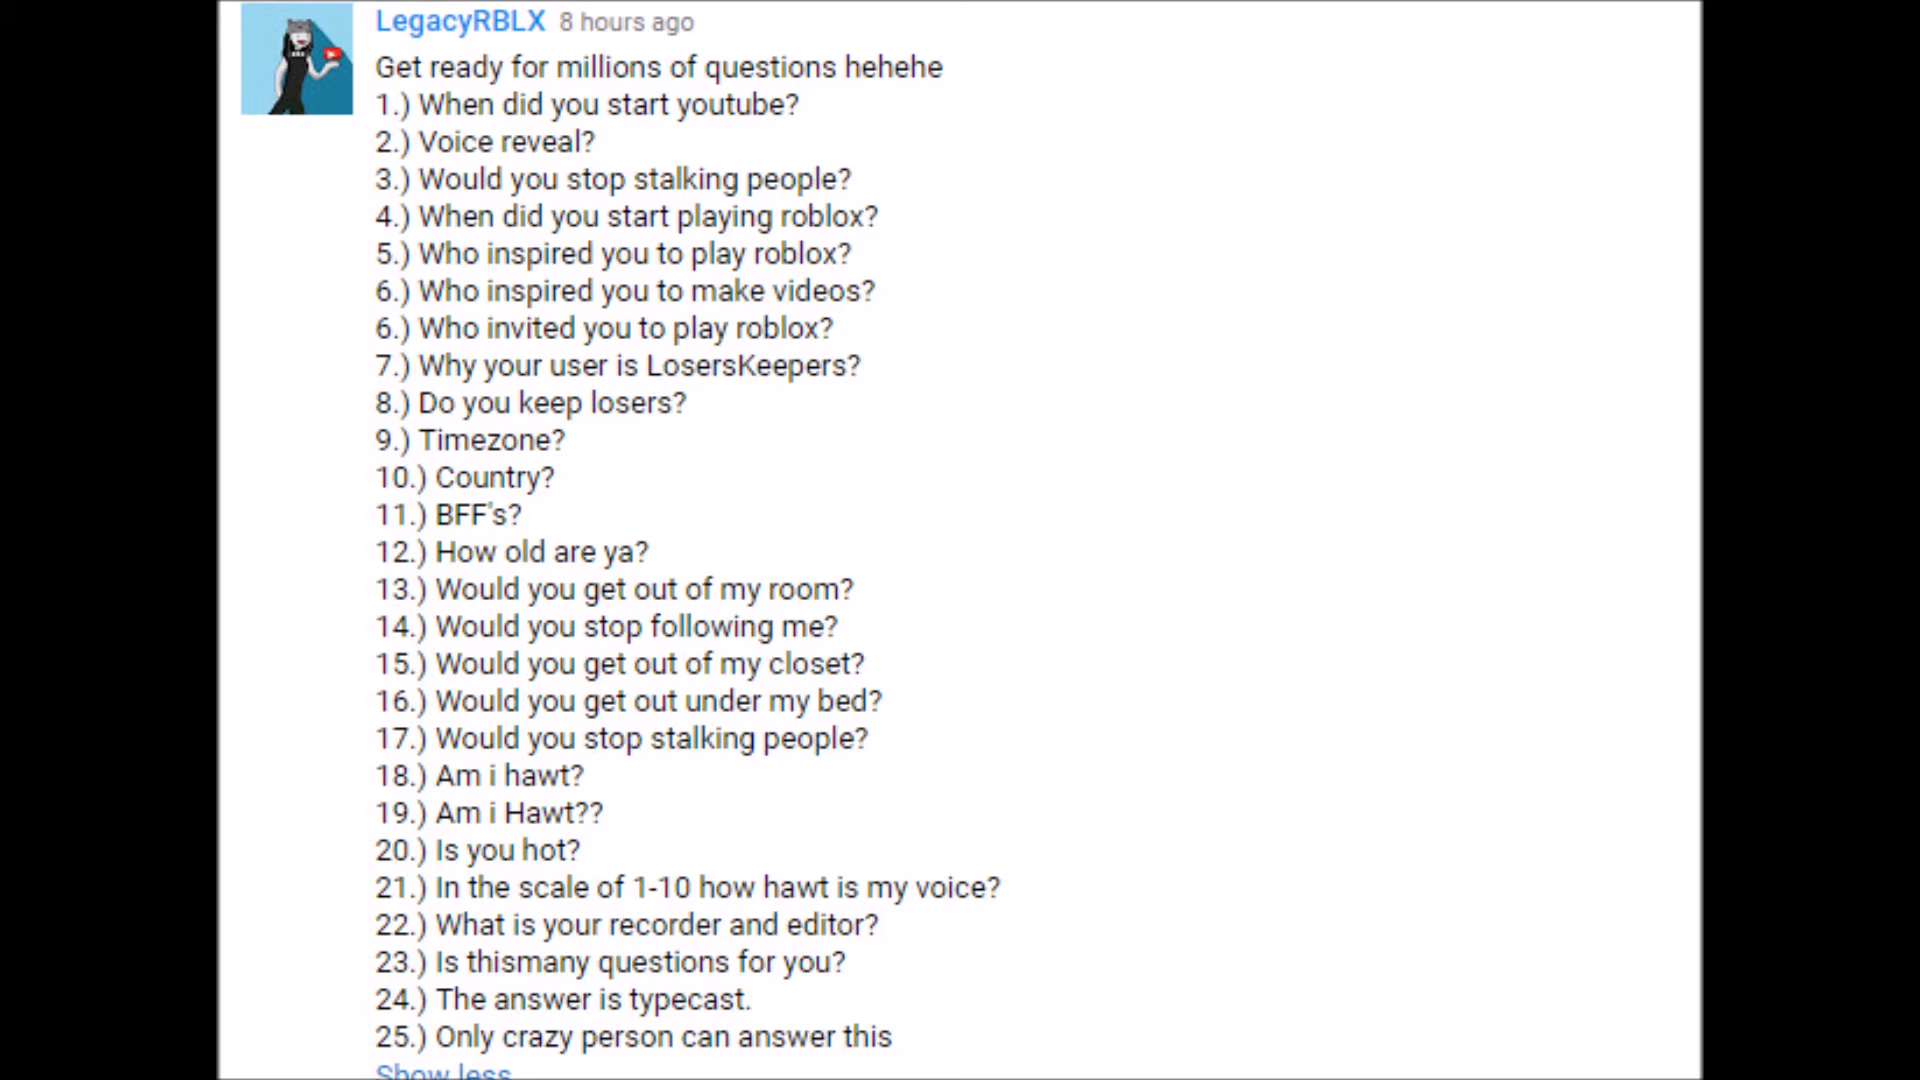 LegacyRBLX 8 hours ago
Get ready for millions of questions hehehe
1.) When did you start youtube?
2.) Voice reveal?
3.) Would you stop stalking people?
4.) When did you start playing roblox?
5.) Who inspired you to play roblox?
6.) Who inspired you to make videos?
6.) Who invited you to play roblox?
7.) Why your user is LosersKeepers?
8.) Do you keep losers?
9.) Timezone?
10.) Country?
11.) BFF's?
12.) How old are ya?
13.) Would you get out of my room?
14.) Would you stop following me?
15.) Would you get out of my closet?
16.) Would you get out under my bed?
17.) Would you stop stalking people?
18.) Am i hawt?
19.) Am i Hawt??
20.) Is you hot?
21.) In the scale of 1-10 how hawt is my voice?
22.) What is your recorder and editor?
23.) Is thismany questions for you?
24.) The answer is typecast.
25.) Only crazy person can answer this
Show less